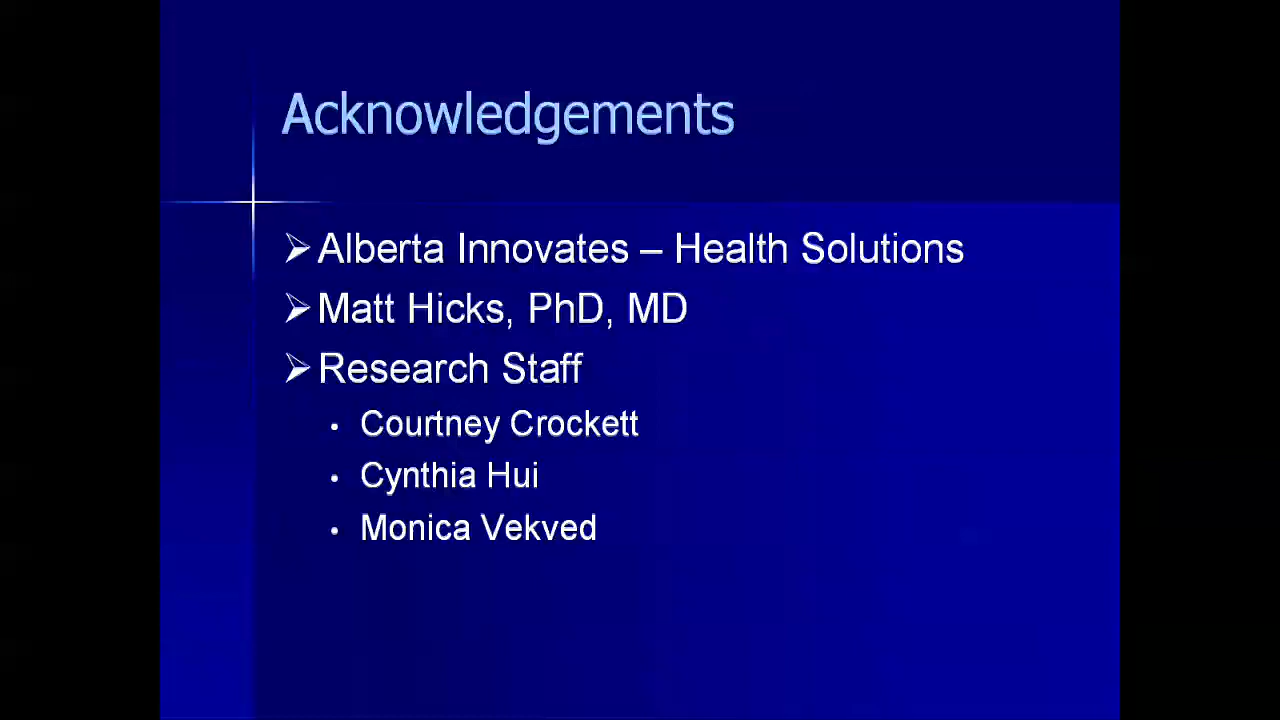 Acknowledgements
➢Alberta Innovates – Health Solutions
➢Matt Hicks, PhD, MD
➢Research Staff
• Courtney Crockett
• Cynthia Hui
• Monica Vekved